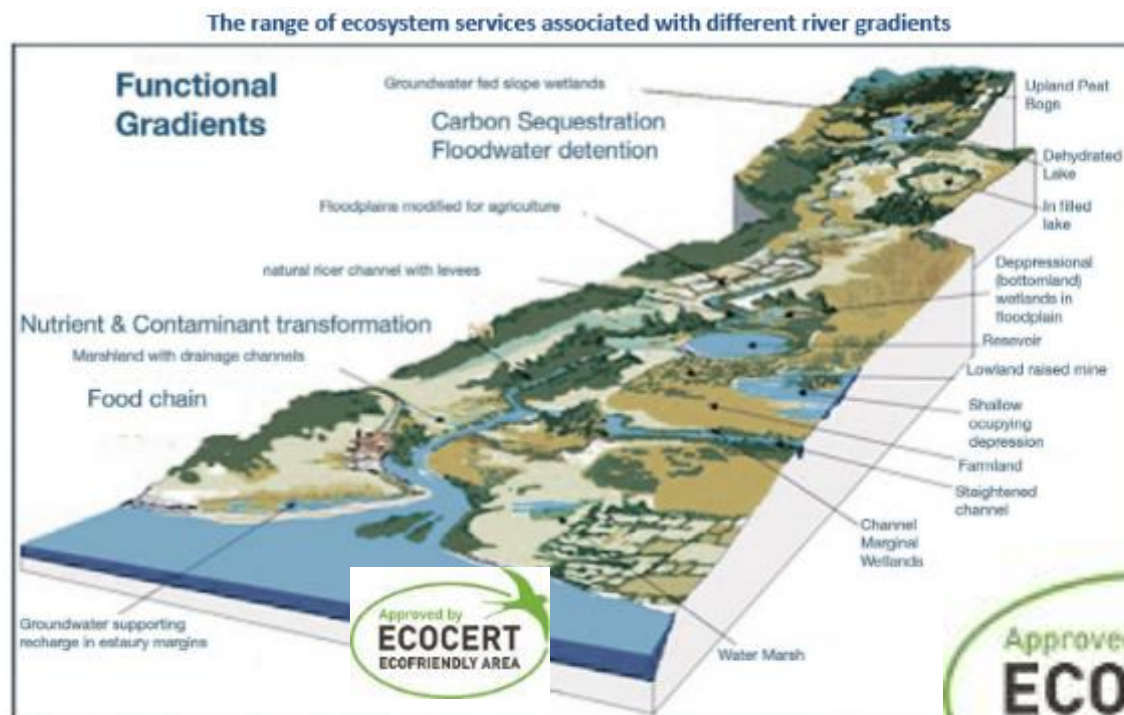 The range of ecosystem services associated with different river gradients
Functional
Gradients
Groundwater fed slope wetlands
Carbon Sequestration
Floodwater detention
Floodplains modified for agriculture
natural ricer channel with levees
Nutrient & Contaminant transformation
Marshland with drainage channels
Food chain
Upland Peat
Bogs
Dehydrated
Lake
In filled
lake
Deppressional
(bottomland)
wetlands in
floodplain
Resevoir
Lowland raised mine
Shallow
ocupying
depression
Farmland
Staightened
channel
Channel
Marginal
Wetlands
Water Marsh
Groundwater supporting
recharge in estaury margins
Approved by
ECOCERT
ECOFRIENDLY AREA
Approved
ECO